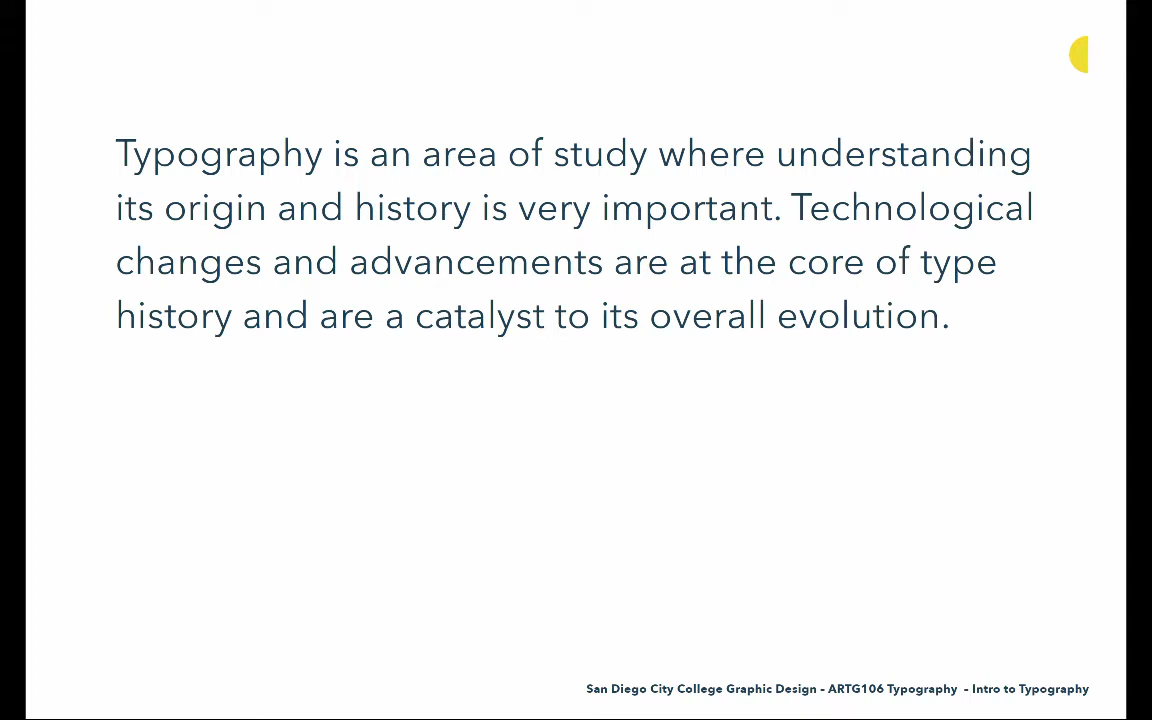 Typography is an area of study where understanding
its origin and history is very important. Technological
changes and advancements are at the core of type
history and are a catalyst to its overall evolution.
San Diego City College Graphic Design – ARTG106 Typography – Intro to Typography